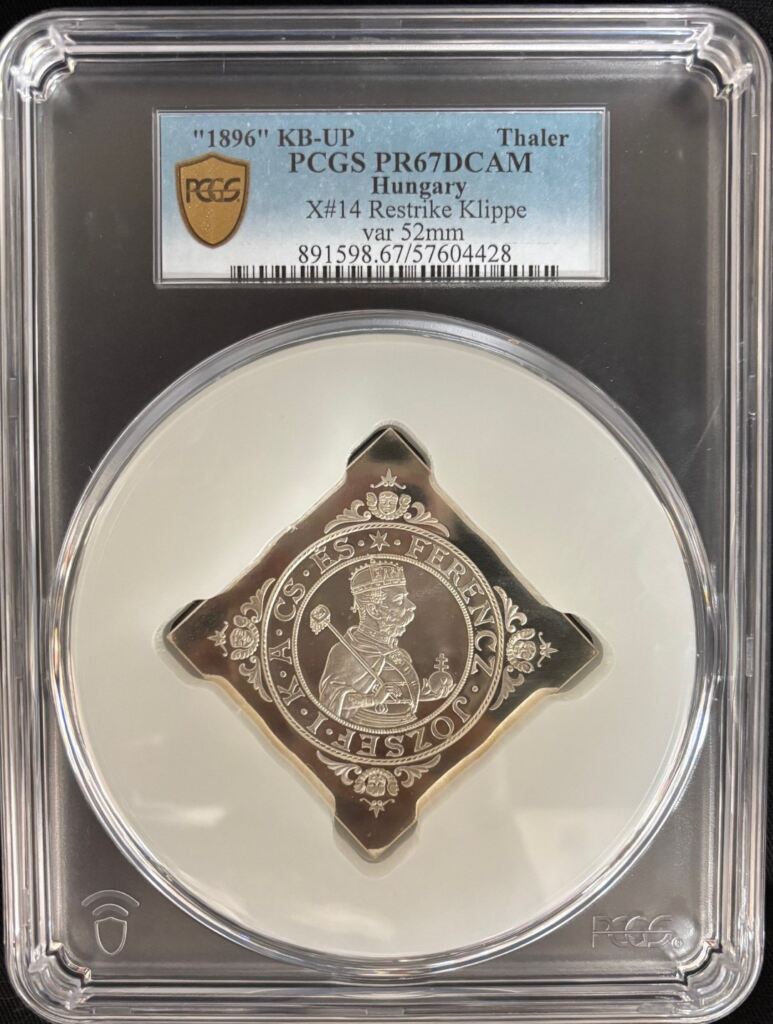 "1896" KB-UP Thaler
PCGS PR67DCAM
Hungary
X#14 Restrike Klippe
var 52mm
891598.67/57604428
PCGS
FERENCZ · JOZSEF · I · K · A · CS · ES ·
PCGS